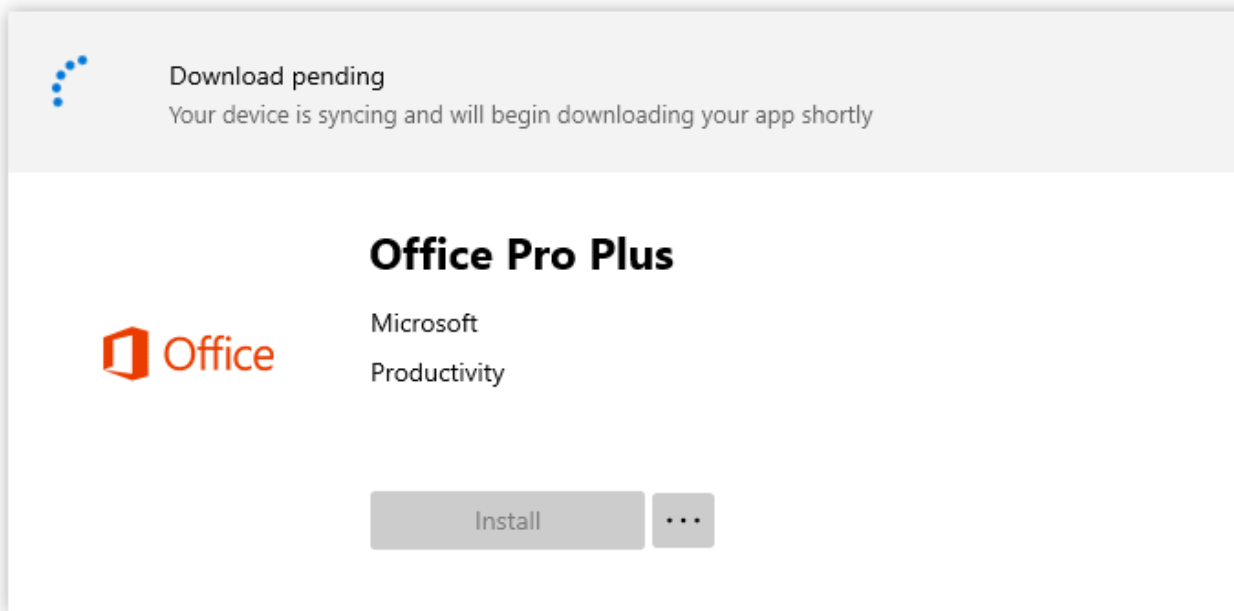 Download pending
Your device is syncing and will begin downloading your app shortly
Office Pro Plus
Microsoft
Office
Productivity
Install
...